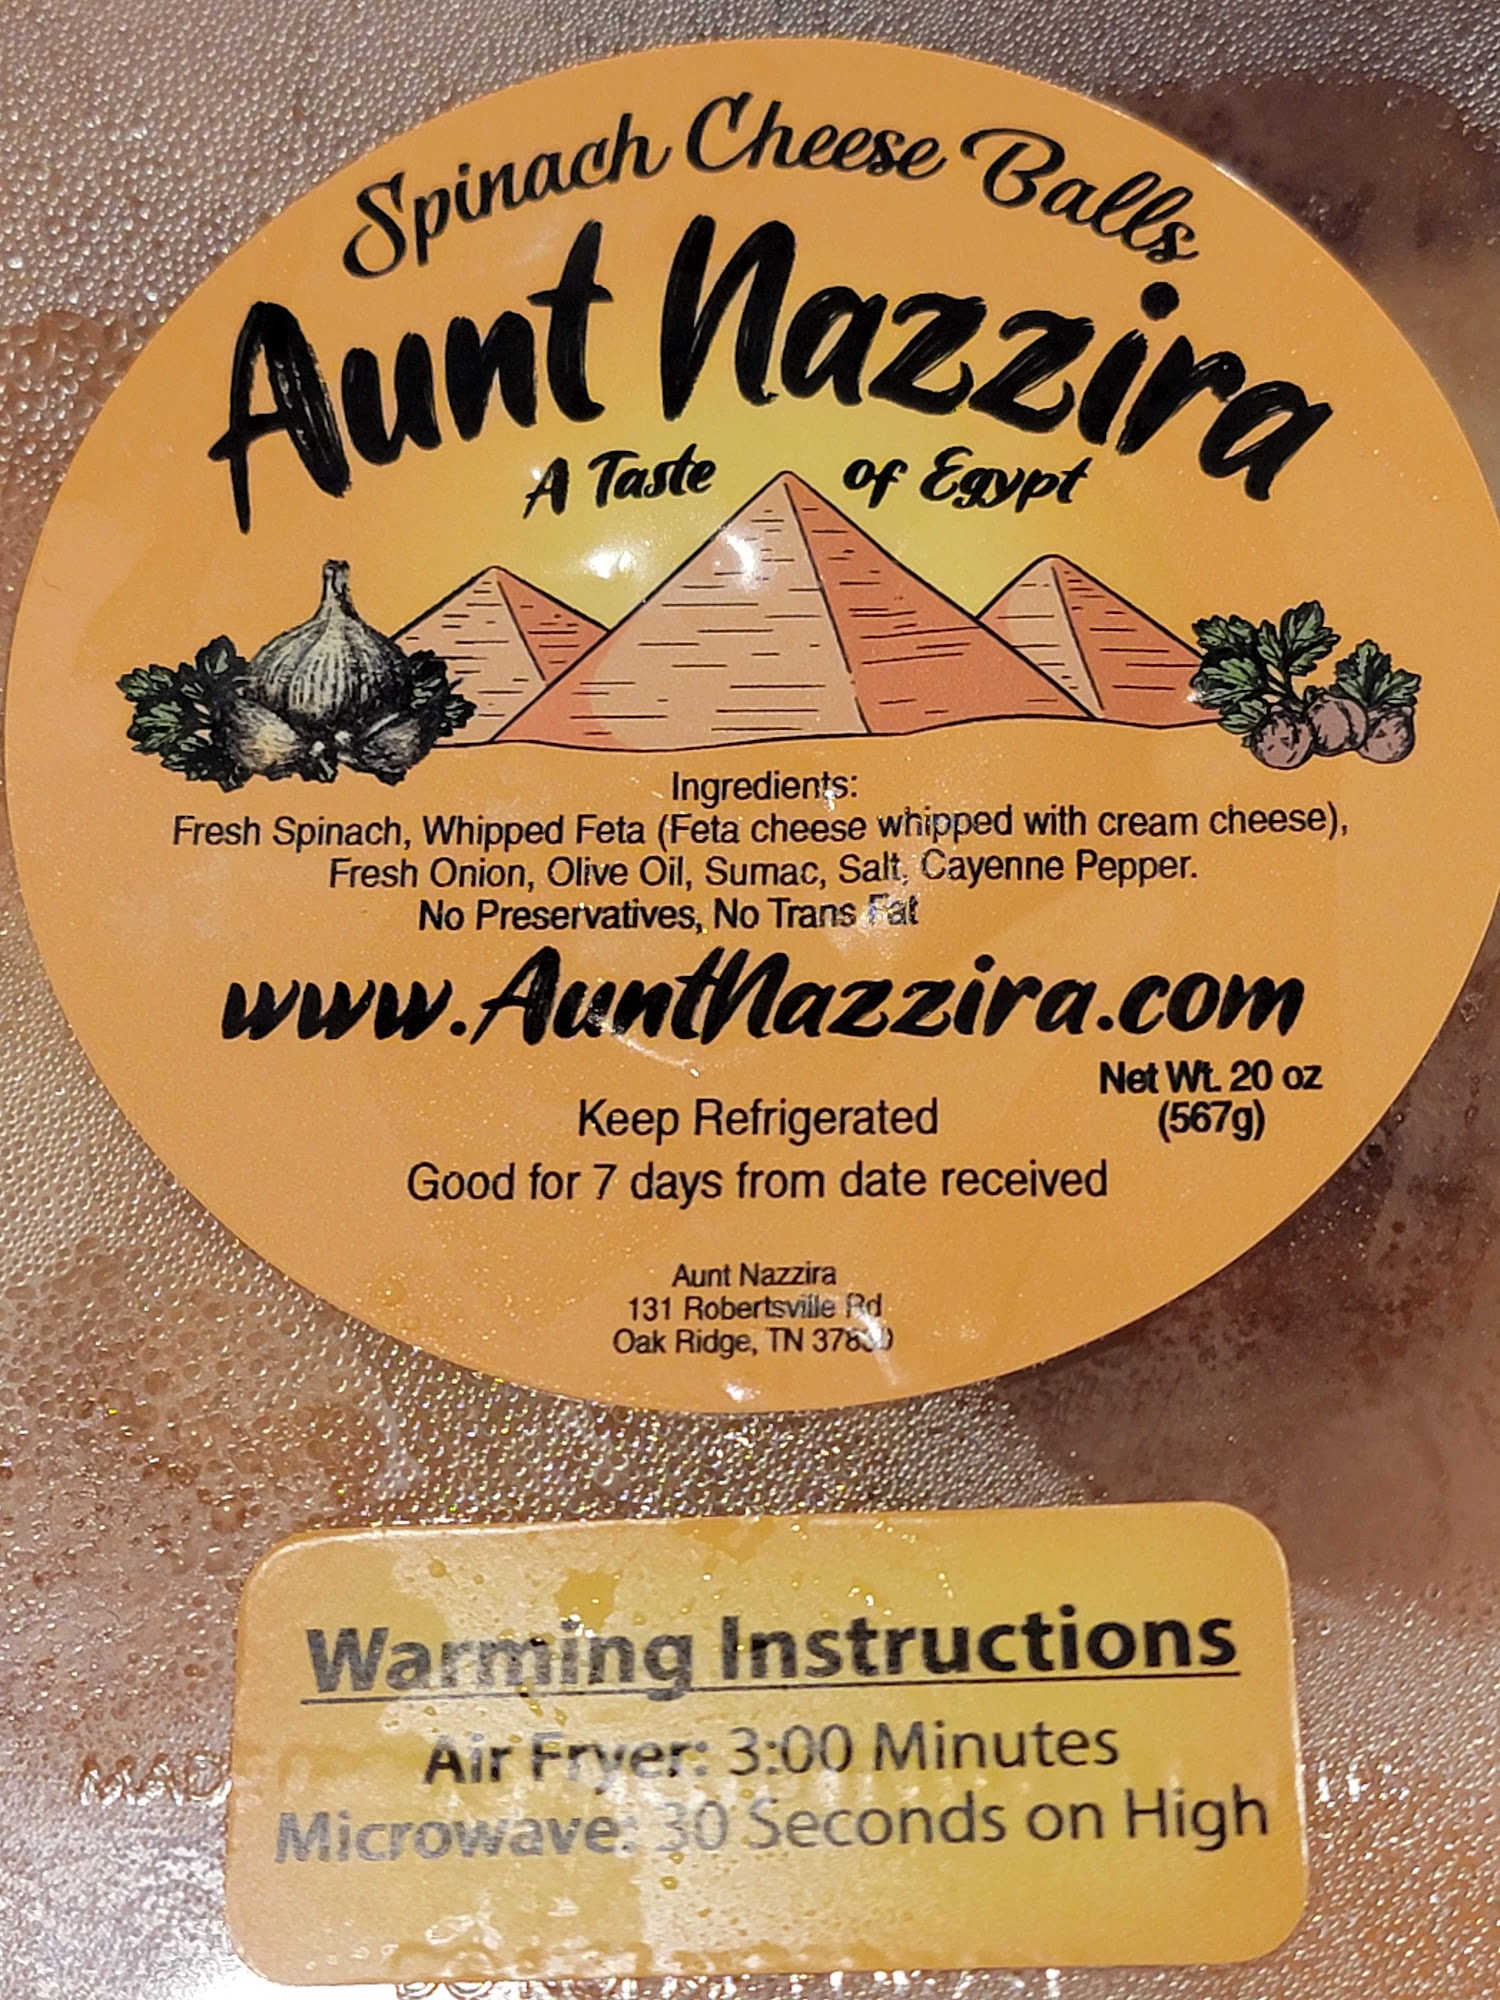 Spinach Cheese Balls
Aunt Nazzira
A Taste of Egypt
Ingredients:
Fresh Spinach, Whipped Feta (Feta cheese whipped with cream cheese),
Fresh Onion, Olive Oil, Sumac, Salt, Cayenne Pepper.
No Preservatives, No Trans Fat
www.AuntNazzira.com
Net Wt. 20 oz
(567g)
Keep Refrigerated
Good for 7 days from date received
Aunt Nazzira
131 Robertsville Rd
Oak Ridge, TN
Warming Instructions
Air Fryer: 3:00 Minutes
Microwave: 30 Seconds on High